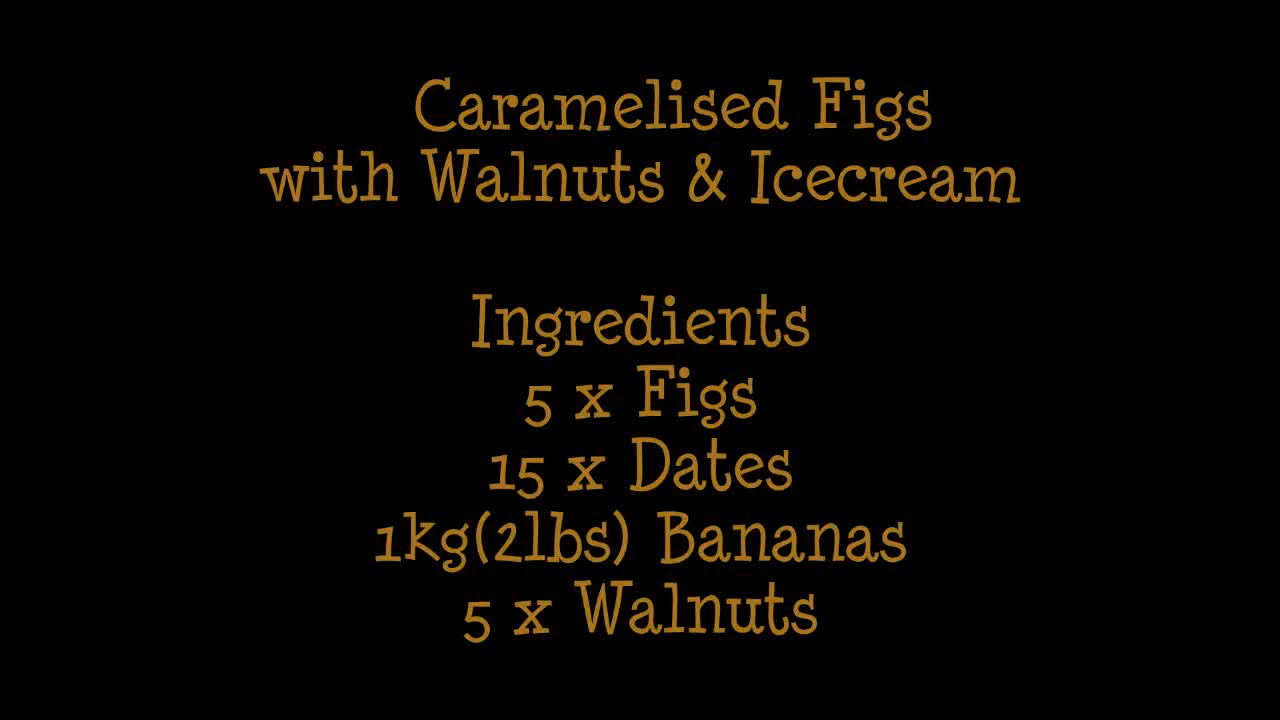 Caramelised Figs
with Walnuts & Icecream
Ingredients
5 x Figs
15 x Dates
1kg(2lbs) Bananas
5 x Walnuts